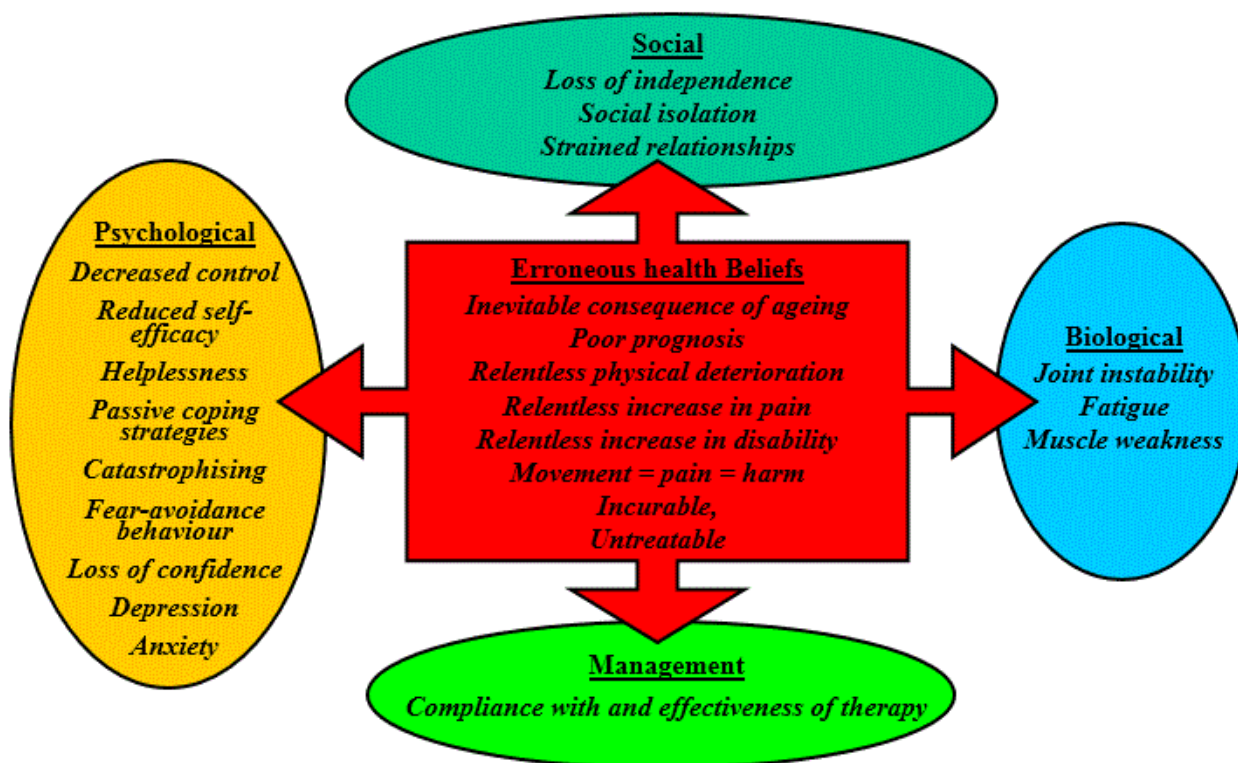 Social
Loss of independence
Social isolation
Strained relationships
Psychological
Decreased control
Reduced self-
efficacy
Helplessness
Passive coping
strategies
Catastrophising
Fear-avoidance
behaviour
Loss of confidence
Depression
Anxiety
Erroneous health Beliefs
Inevitable consequence of ageing
Poor prognosis
Relentless physical deterioration
Relentless increase in pain
Relentless increase in disability
Movement = pain = harm
Incurable,
Untreatable
Biological
Joint instability
Fatigue
Muscle weakness
Management
Compliance with and effectiveness of therapy